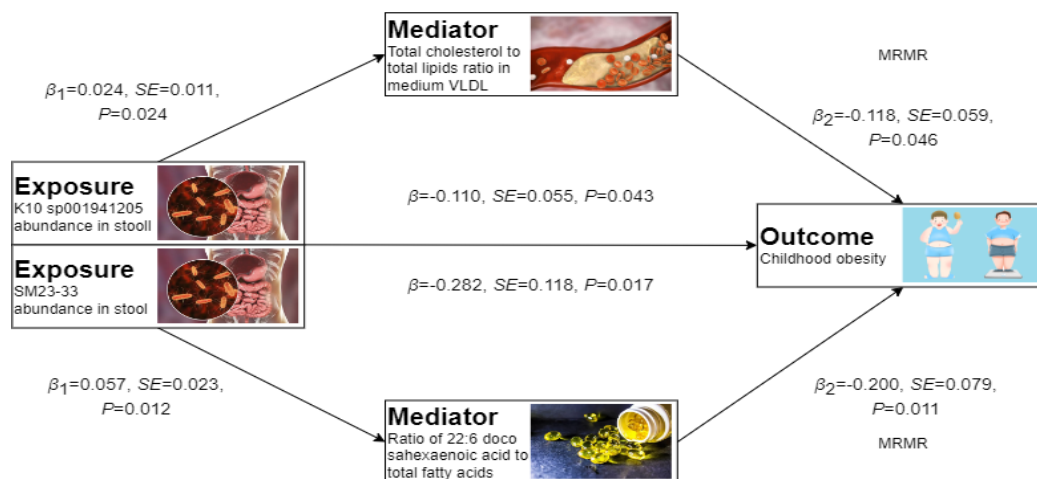 Mediator
Total cholesterol to
total lipids ratio in
medium VLDL
MRMR
β1=0.024, SE=0.011,
P=0.024
β2=-0.118, SE=0.059,
P=0.046
Exposure
K10 sp001941205
abundance in stooll
β=-0.110, SE=0.055, P=0.043
Exposure
SM23-33
abundance in stool
β=-0.282, SE=0.118, P=0.017
Outcome
Childhood obesity
β1=0.057, SE=0.023,
P=0.012
β2=-0.200, SE=0.079,
P=0.011
Mediator
Ratio of 22:6 doco
sahexaenoic acid to
total fatty acids
MRMR